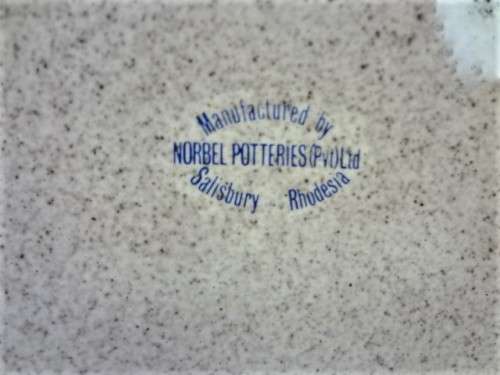 Manufactured by
NORBEL POTTERIES (Pvt) Ltd
Salisbury Rhodesia